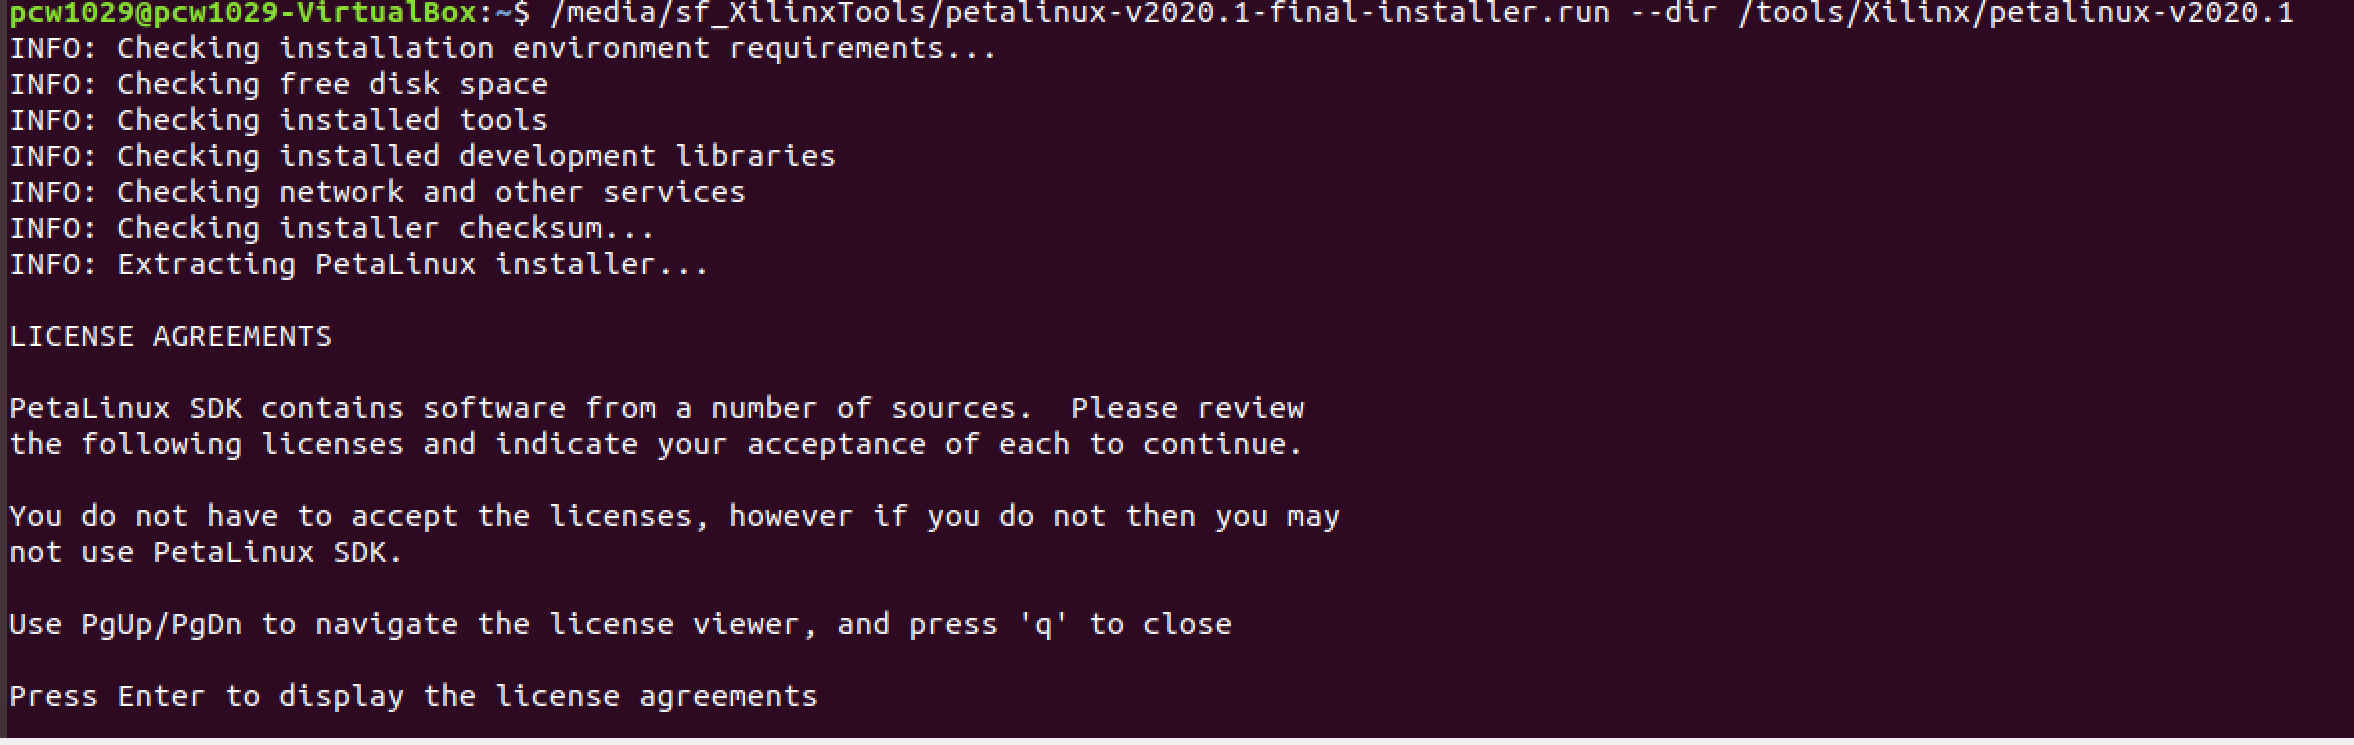 pcw1029@pcw1029-VirtualBox:~$ /media/sf_XilinxTools/petalinux-v2020.1-final-installer.run --dir /tools/Xilinx/petalinux-v2020.1
INFO: Checking installation environment requirements...
INFO: Checking free disk space
INFO: Checking installed tools
INFO: Checking installed development libraries
INFO: Checking network and other services
INFO: Checking installer checksum...
INFO: Extracting PetaLinux installer...
LICENSE AGREEMENTS
PetaLinux SDK contains software from a number of sources.  Please review
the following licenses and indicate your acceptance of each to continue.
You do not have to accept the licenses, however if you do not then you may
not use PetaLinux SDK.
Use PgUp/PgDn to navigate the license viewer, and press 'q' to close
Press Enter to display the license agreements